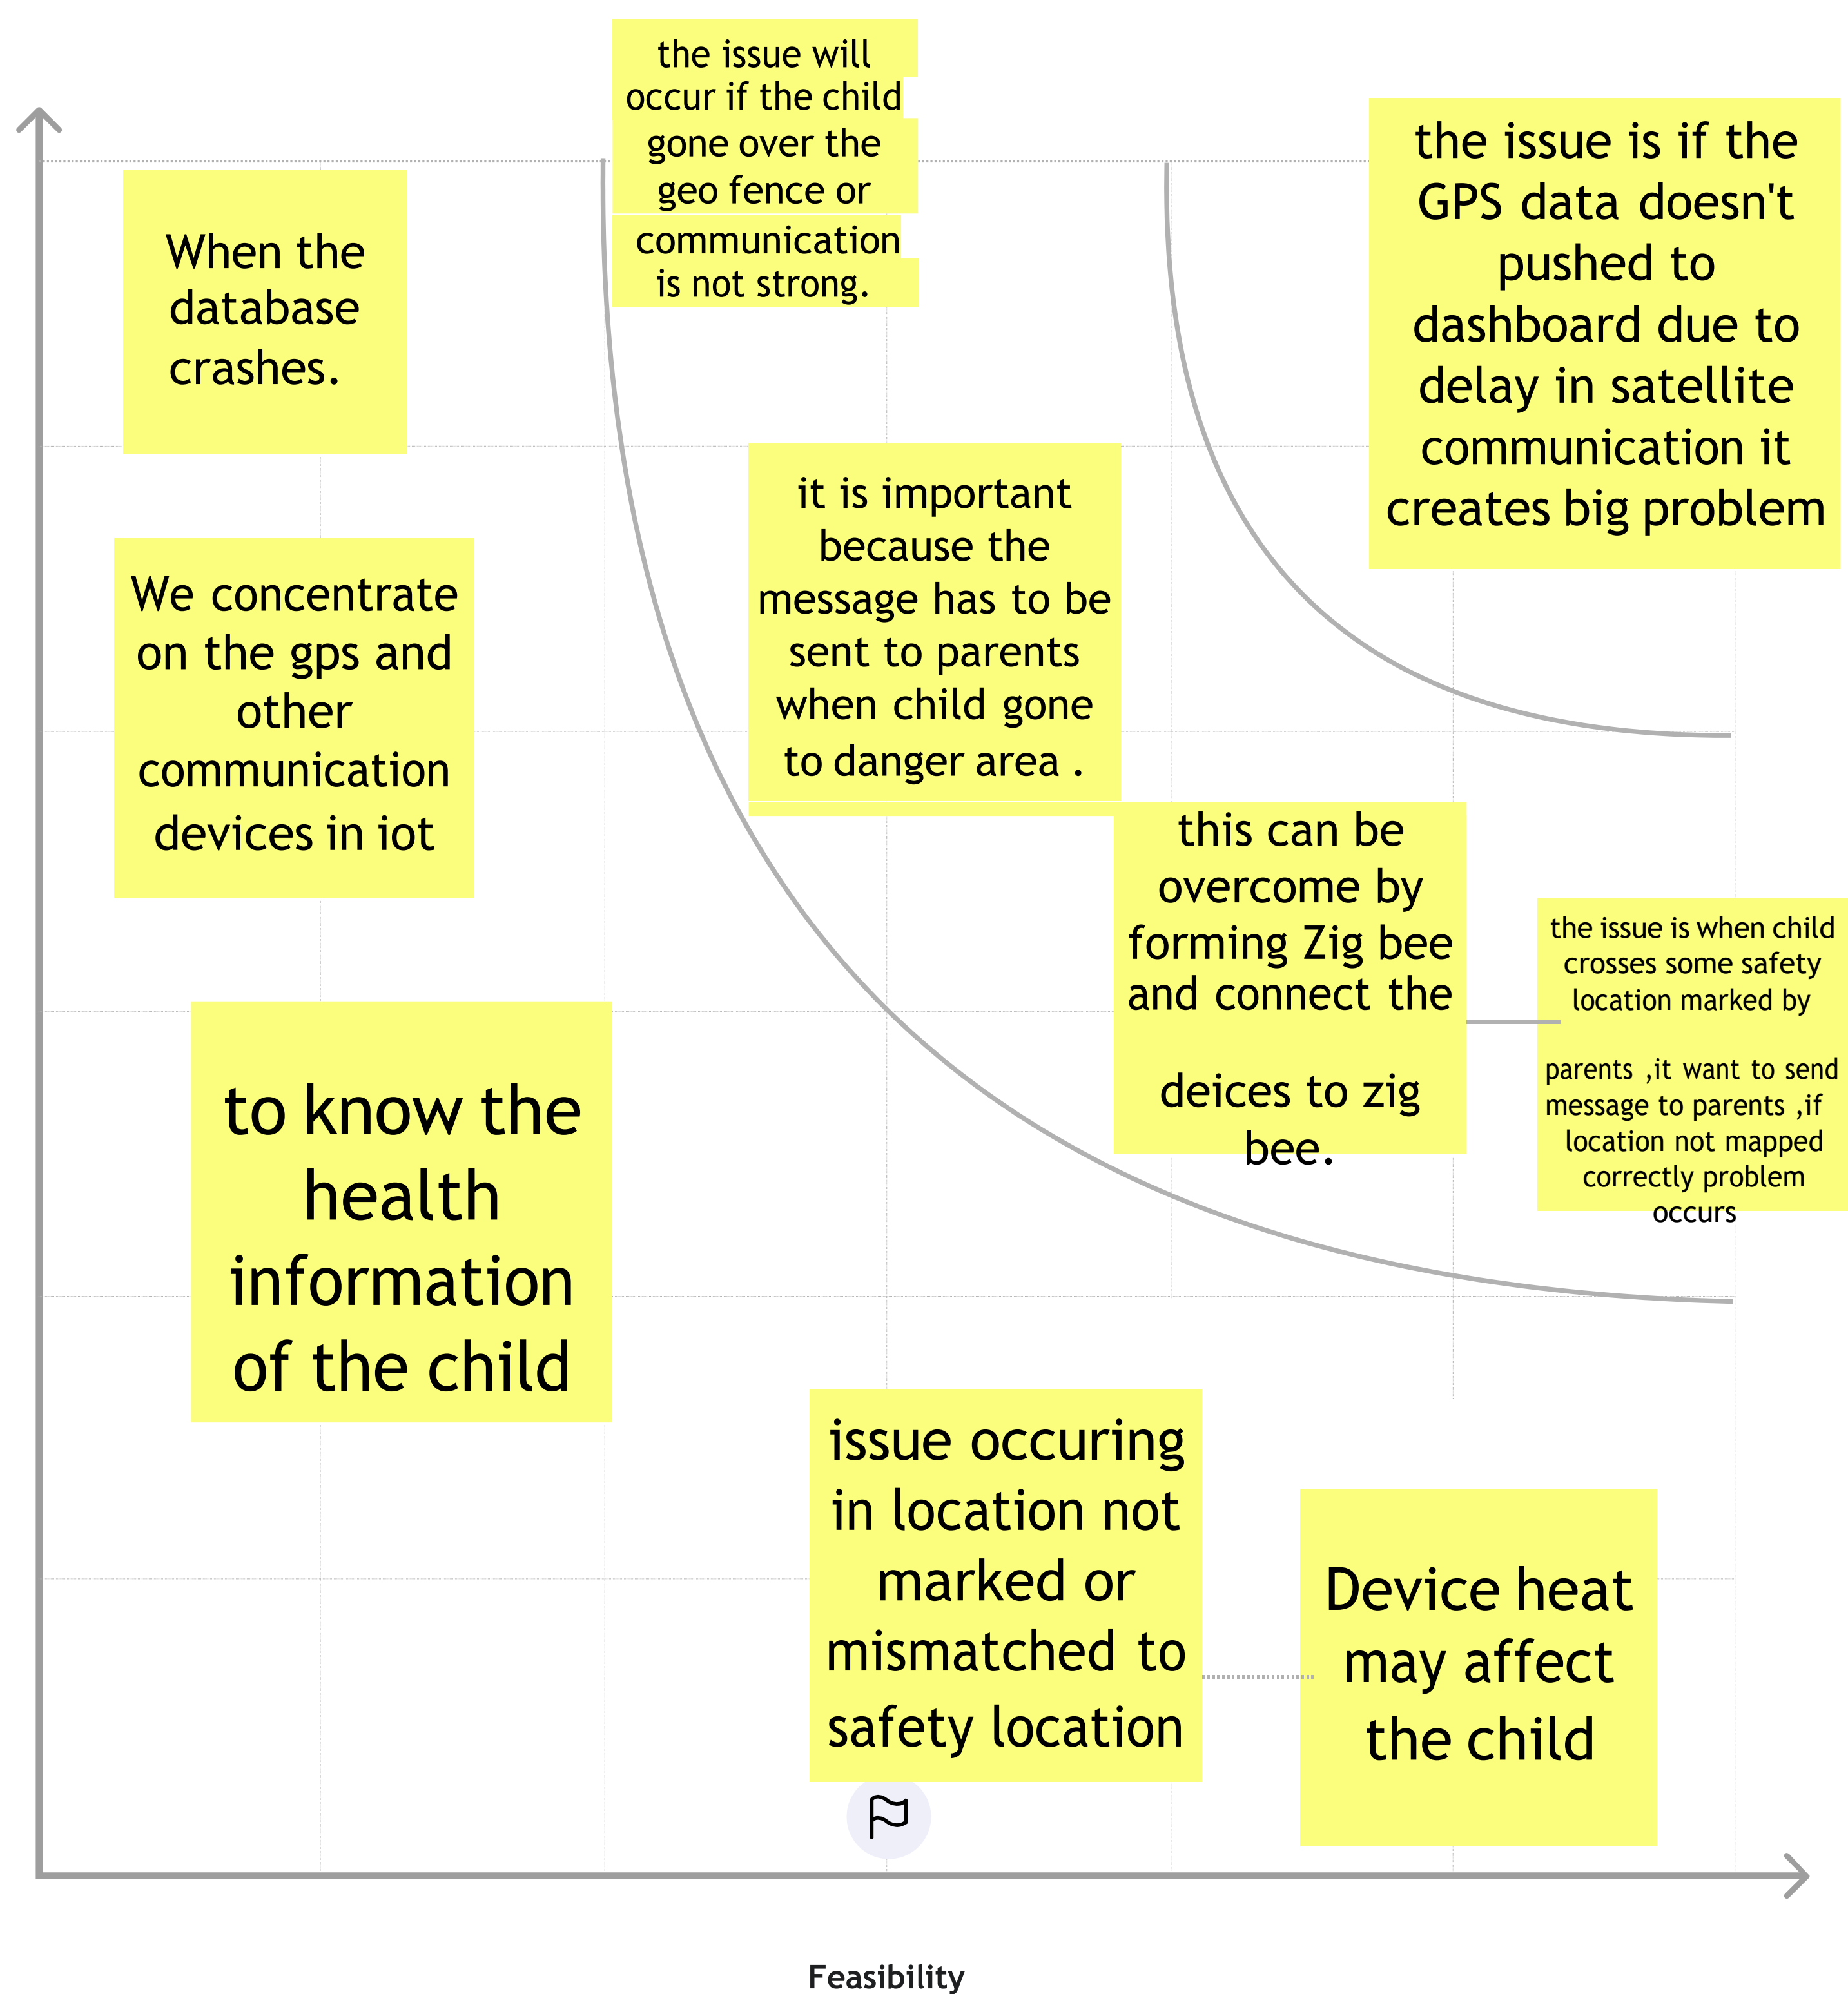 the issue will
occur if the child
gone over the
geo fence or
communication
is not strong.
When the
database
crashes.
the issue is if the
GPS data doesn't
pushed to
dashboard due to
delay in satellite
communication it
creates big problem
it is important
because the
message has to be
sent to parents
when child gone
to danger area .
We concentrate
on the gps and
other
communication
devices in iot
this can be
overcome by
forming Zig bee
and connect the
deices to zig
bee.
the issue is when child
crosses some safety
location marked by
parents ,it want to send
message to parents ,if
location not mapped
correctly problem
occurs
to know the
health
information
of the child
issue occuring
in location not
marked or
mismatched to
safety location
Device heat
may affect
the child
Feasibility